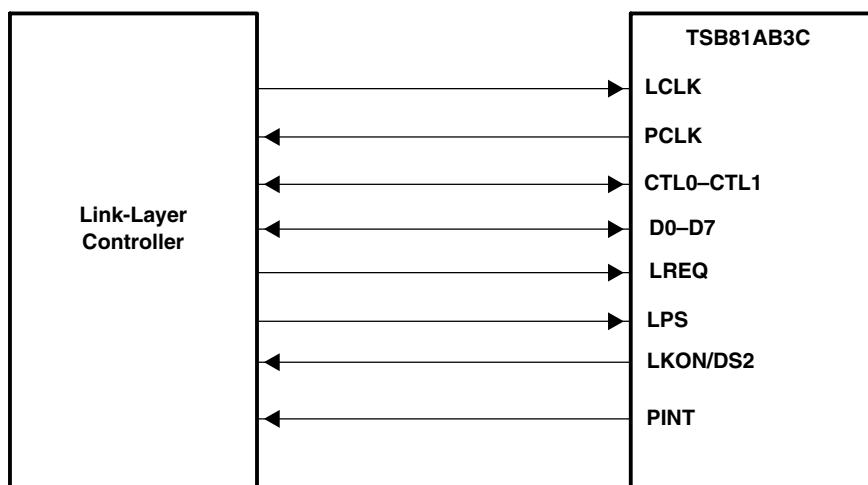 TSB81AB3C
LCLK
PCLK
CTL0–CTL1
Link-Layer
Controller
D0–D7
LREQ
LPS
LKON/DS2
PINT